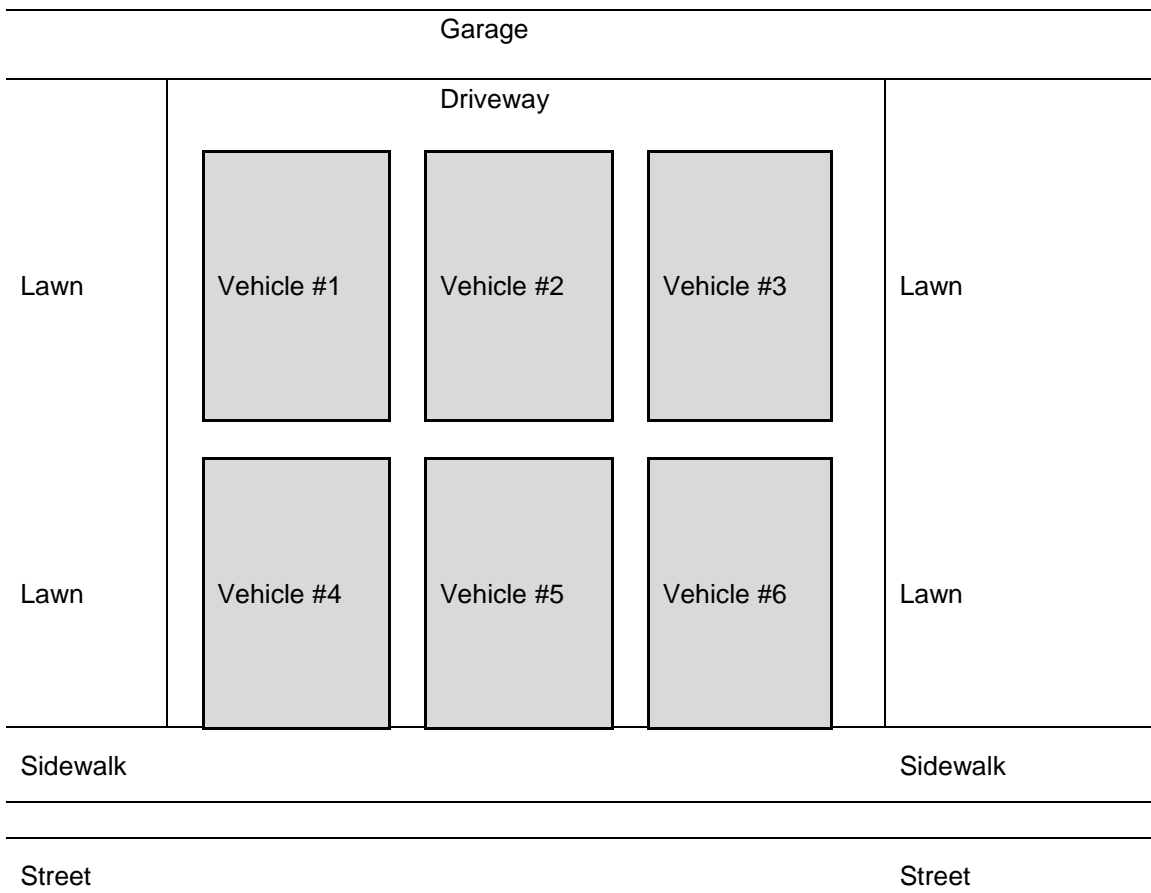 Garage
Driveway
Lawn Vehicle #1 Vehicle #2 Vehicle #3 Lawn
Lawn Vehicle #4 Vehicle #5 Vehicle #6 Lawn
Sidewalk Sidewalk
Street Street